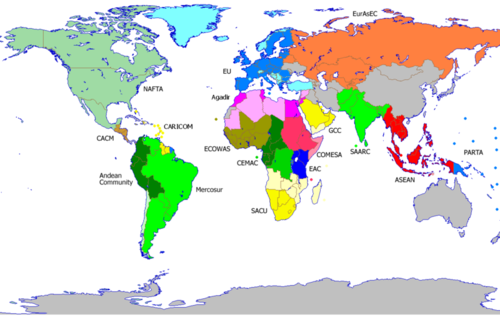 EurAsEC
EU
NAFTA
Agadir
CARICOM
CACM
GCC
ECOWAS
SAARC
COMESA
CEMAC
PARTA
EAC
Andean
Community
ASEAN
Mercosur
SACU